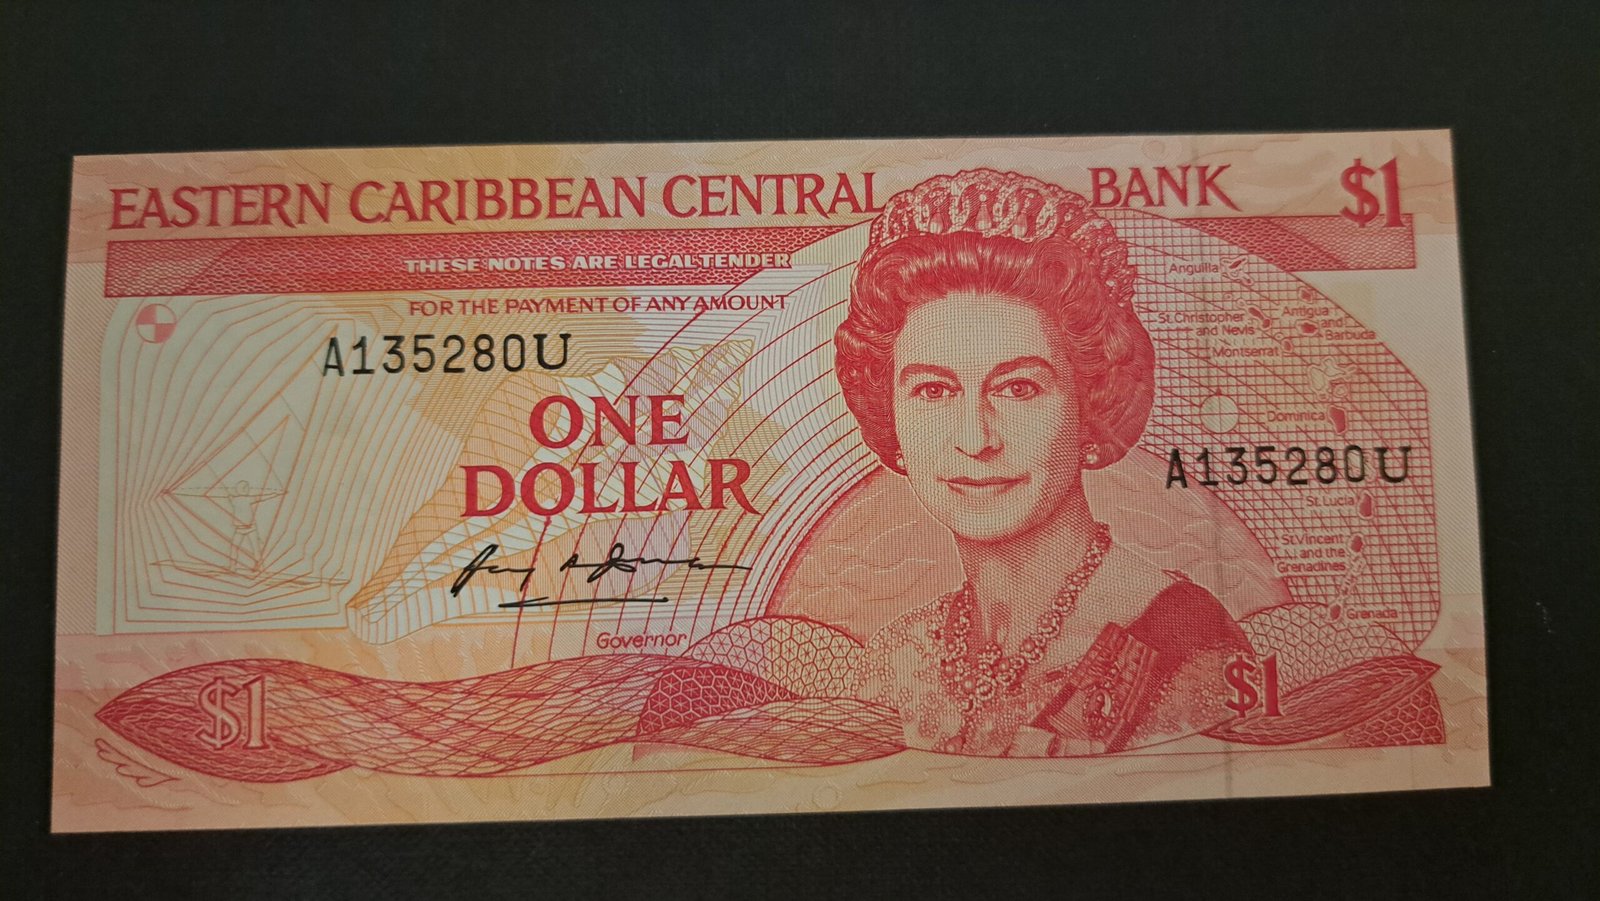 EASTERN CARIBBEAN CENTRAL BANK $1
THESE NOTES ARE LEGAL TENDER
FOR THE PAYMENT OF ANY AMOUNT
A135280U
ONE
DOLLAR
Governor
$1
Anguilla
St.Christopher
and Nevis
Antigua
and
Barbuda
Montserrat
Dominica
A135280U
St. Lucia
St.Vincent
and the
Grenadines
Grenada
$1